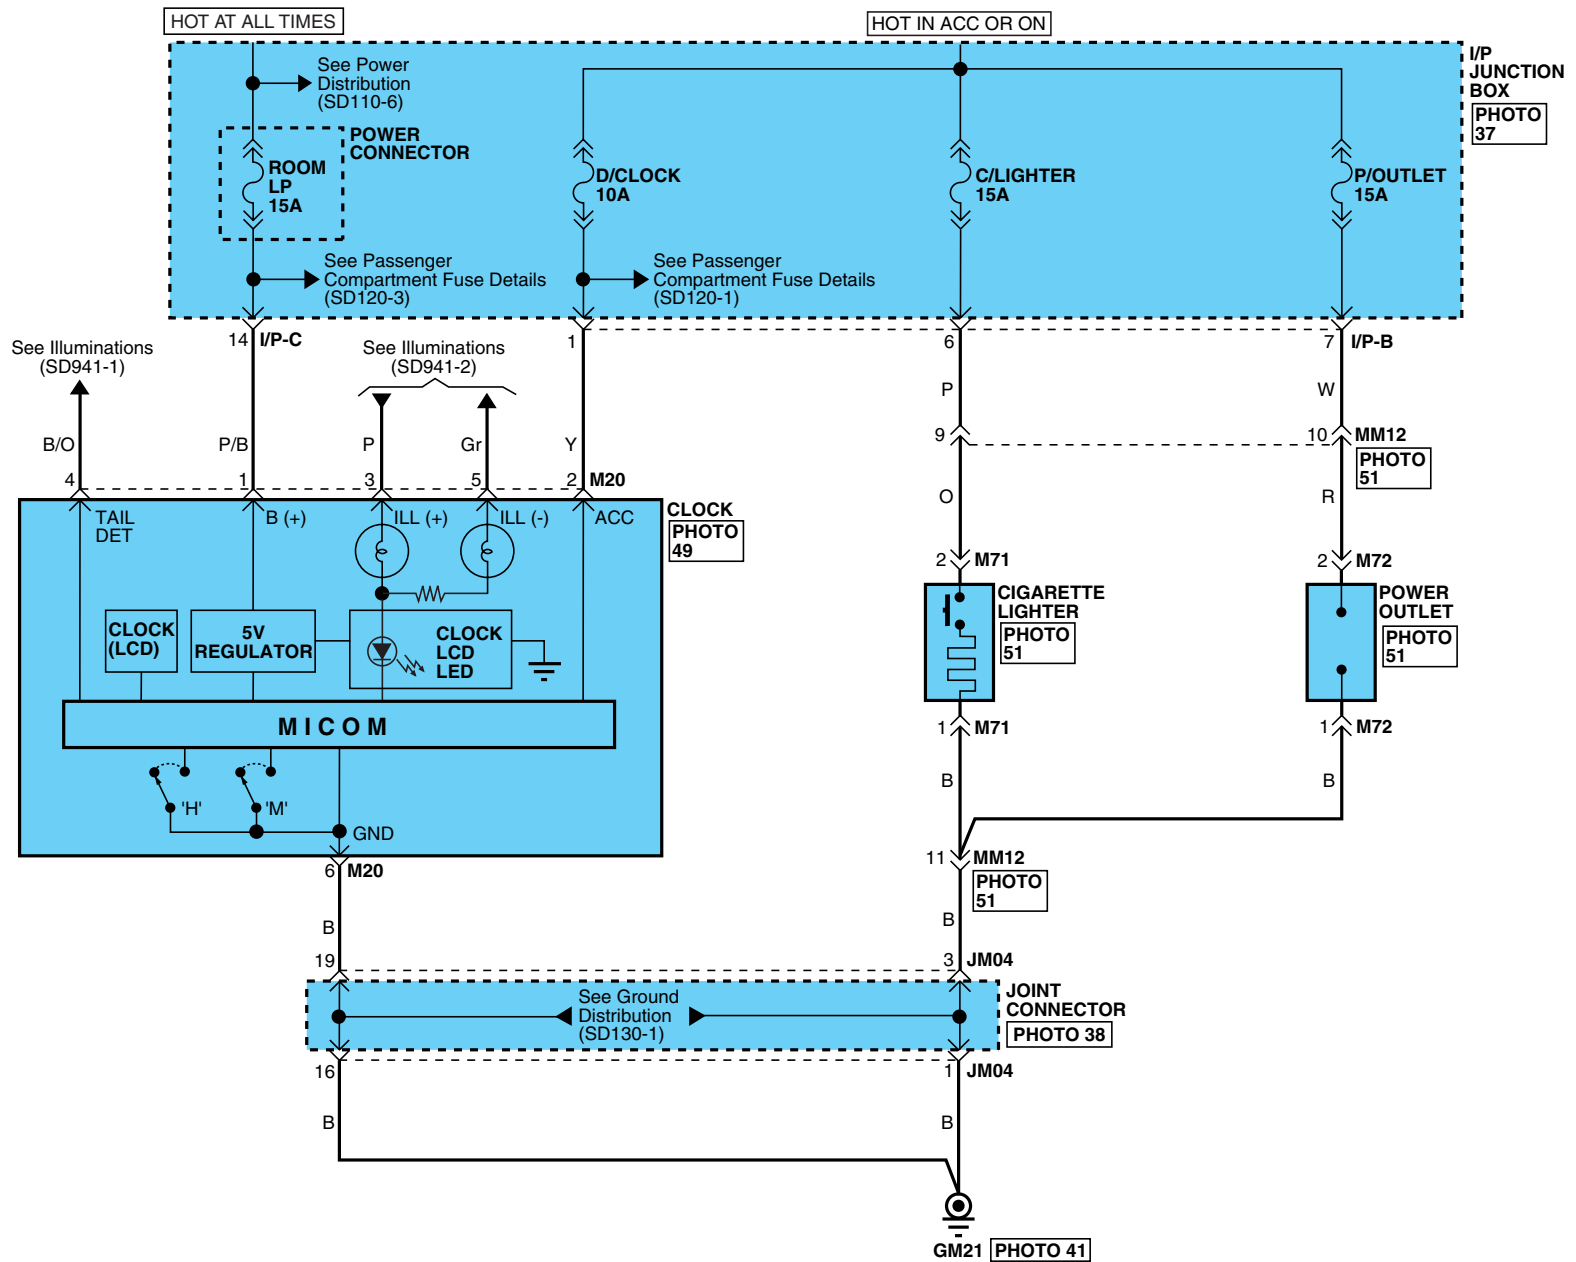 HOT AT ALL TIMES
HOT IN ACC OR ON
See Power
Distribution
(SD110-6)
I/P
JUNCTION
BOX
PHOTO
37
POWER
CONNECTOR
ROOM
LP
15A
D/CLOCK
10A
C/LIGHTER
15A
P/OUTLET
15A
See Passenger
Compartment Fuse Details
(SD120-3)
See Passenger
Compartment Fuse Details
(SD120-1)
14 I/P-C
1
6
7 I/P-B
See Illuminations
(SD941-1)
See Illuminations
(SD941-2)
P
W
B/O
P/B
P
Gr
Y
9
10 MM12
PHOTO
51
4
1
3
5
2 M20
O
R
CLOCK
PHOTO
49
TAIL
DET
B (+)
ILL (+)
ILL (-)
ACC
2 M71
2 M72
CIGARETTE
LIGHTER
PHOTO
51
POWER
OUTLET
PHOTO
51
CLOCK
(LCD)
5V
REGULATOR
CLOCK
LCD
LED
MICOM
1 M71
1 M72
'H'
'M'
GND
B
B
6 M20
11 MM12
PHOTO
51
B
B
19
3 JM04
See Ground
Distribution
(SD130-1)
JOINT
CONNECTOR
PHOTO 38
16
1 JM04
B
B
GM21 PHOTO 41